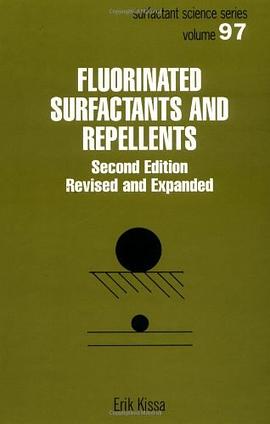 surfactant science series
volume 97
FLUORINATED
SURFACTANTS AND
REPELLENTS
Second Edition
Revised and Expanded
Erik Kissa